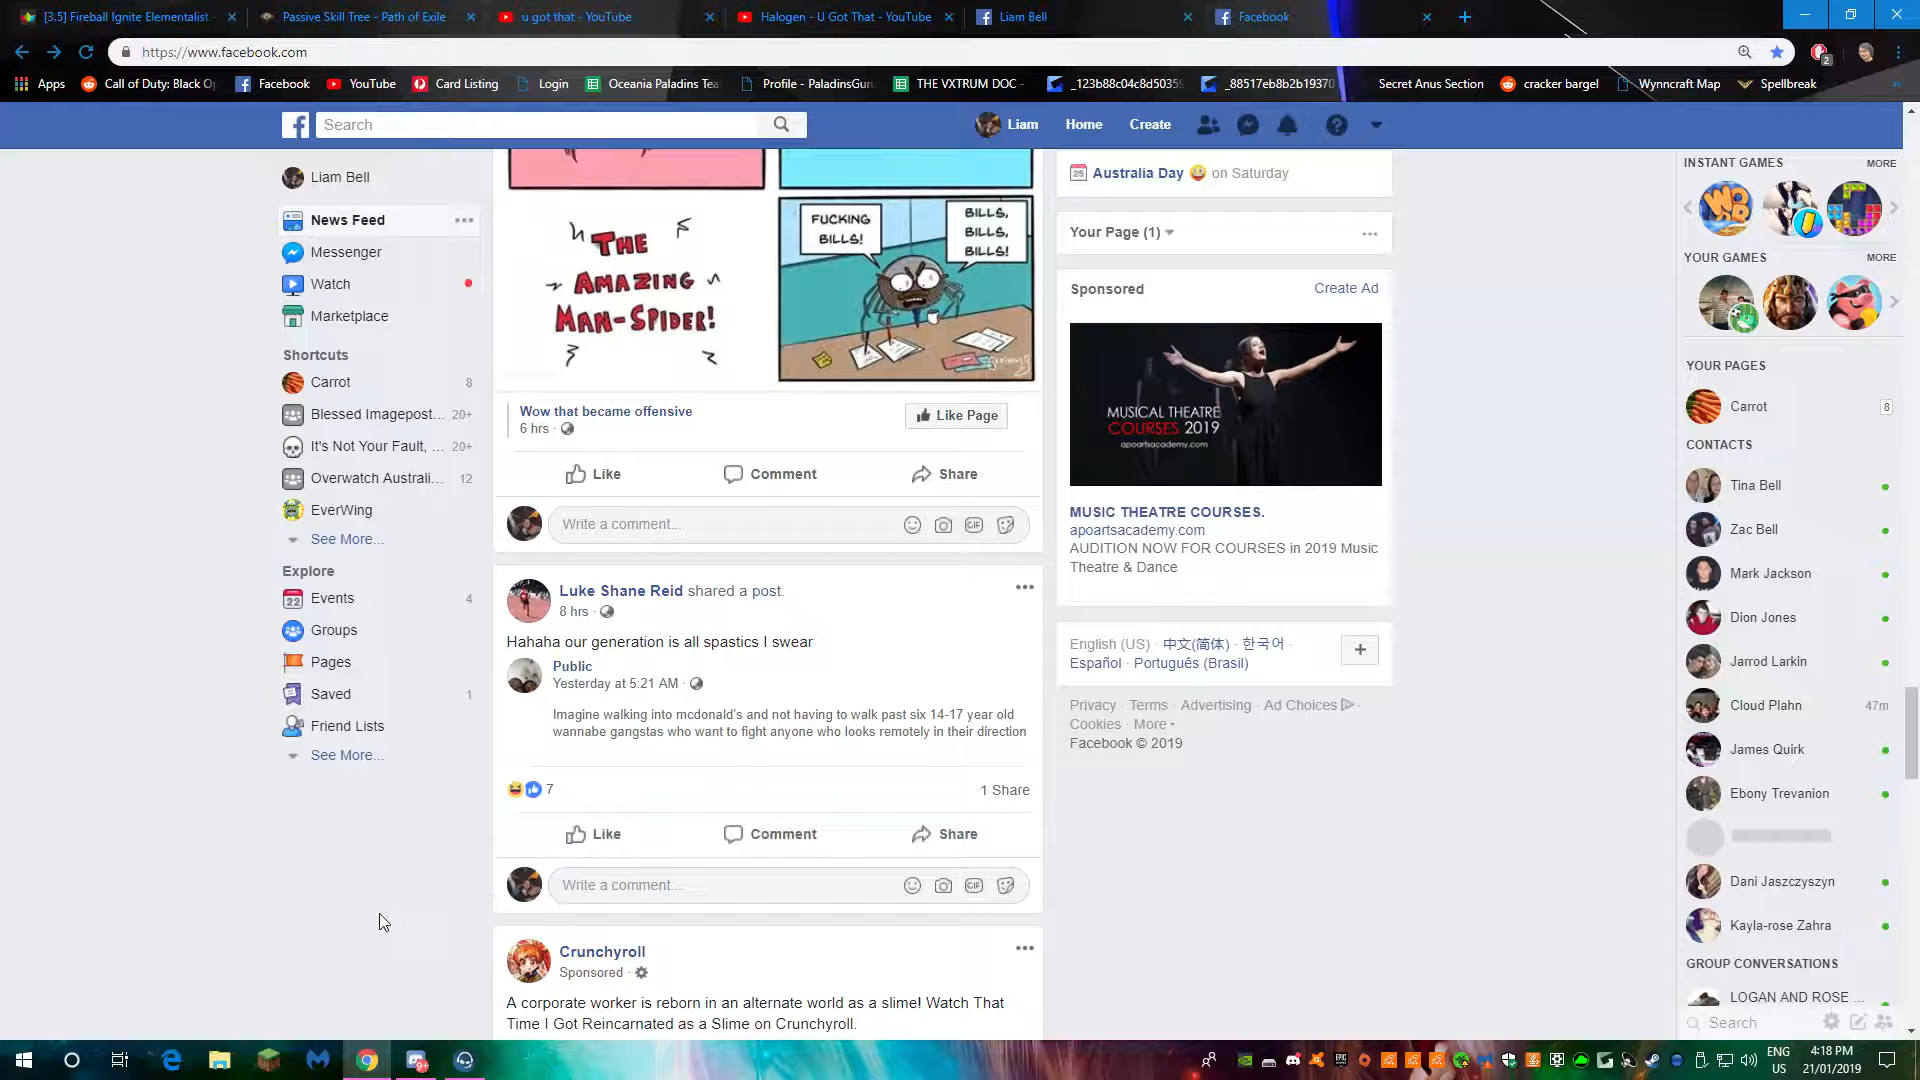 [3.5] Fireball Ignite Elementalist -
Passive Skill Tree - Path of Exile
u got that - YouTube
Halogen - U Got That - YouTube
Liam Bell
Facebook
https://www.facebook.com
2
Apps
Call of Duty: Black Op
Facebook
YouTube
Card Listing
Login
Oceania Paladins Tea
Profile - PaladinsGuru
THE VXTRUM DOC -
_123b88c04c8d50359
_88517eb8b2b19370
Secret Anus Section
cracker bargel
Wynncraft Map
Spellbreak
Search
Liam
Home
Create
Liam Bell
News Feed
Messenger
Watch
Marketplace
Shortcuts
Carrot 8
Blessed Imagepost... 20+
It's Not Your Fault, ... 20+
Overwatch Australi... 12
EverWing
See More...
Explore
22
Events 4
Groups
Pages
Saved 1
Friend Lists
See More...
THE
AMAZING
MAN-SPIDER!
FUCKING
BILLS!
BILLS,
BILLS,
BILLS!
Wow that became offensive
6 hrs ·
Like Page
Like
Comment
Share
Write a comment...
GIF
Luke Shane Reid shared a post.
8 hrs ·
Hahaha our generation is all spastics I swear
Public
Yesterday at 5:21 AM ·
Imagine walking into mcdonald's and not having to walk past six 14-17 year old
wannabe gangstas who want to fight anyone who looks remotely in their direction
7
1 Share
Like
Comment
Share
Write a comment...
GIF
Crunchyroll
Sponsored ·
A corporate worker is reborn in an alternate world as a slime! Watch That
Time I Got Reincarnated as a Slime on Crunchyroll.
25
Australia Day on Saturday
Your Page (1)
Sponsored
Create Ad
MUSICAL THEATRE
COURSES 2019
apoartsacademy.com
MUSIC THEATRE COURSES.
apoartsacademy.com
AUDITION NOW FOR COURSES in 2019 Music
Theatre & Dance
English (US) · 中文(简体) · 한국어 ·
Español · Português (Brasil)
Privacy · Terms · Advertising · Ad Choices ·
Cookies · More
Facebook © 2019
INSTANT GAMES
MORE
YOUR GAMES
MORE
YOUR PAGES
Carrot 8
CONTACTS
Tina Bell
Zac Bell
Mark Jackson
Dion Jones
Jarrod Larkin
Cloud Plahn 47m
James Quirk
Ebony Trevanion
Dani Jaszczyszyn
Kayla-rose Zahra
GROUP CONVERSATIONS
LOGAN AND ROSE ...
Search
ENG
US
4:18 PM
21/01/2019